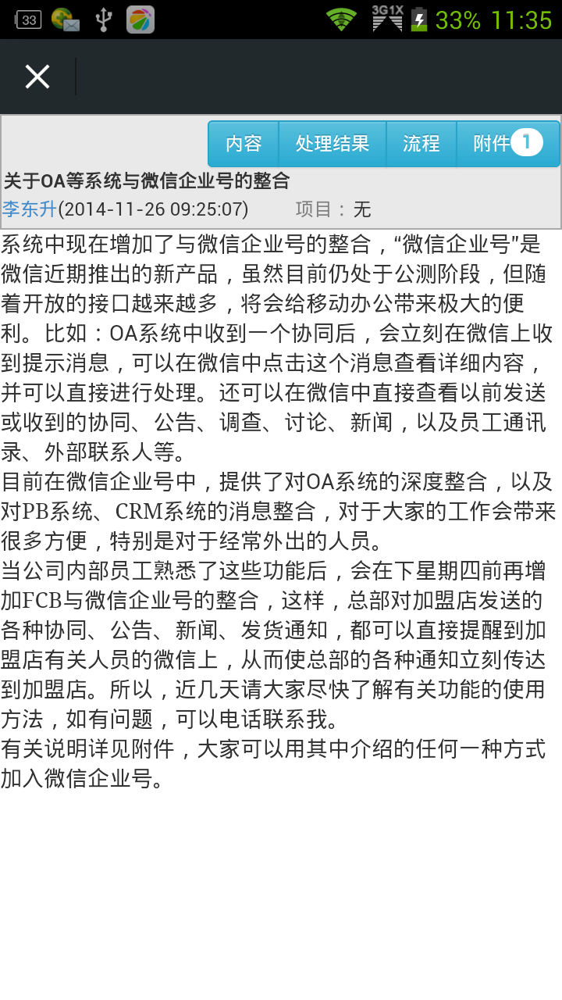 33
3G1X
33%
11:35
内容 处理结果 流程 附件 1
关于OA等系统与微信企业号的整合
李东升(2014-11-26 09:25:07) 项目：无
系统中现在增加了与微信企业号的整合，“微信企业号”是
微信近期推出的新产品，虽然目前仍处于公测阶段，但随
着开放的接口越来越多，将会给移动办公带来极大的便
利。比如：OA系统中收到一个协同后，会立刻在微信上收
到提示消息，可以在微信中点击这个消息查看详细内容，
并可以直接进行处理。还可以在微信中直接查看以前发送
或收到的协同、公告、调查、讨论、新闻，以及员工通讯
录、外部联系人等。
目前在微信企业号中，提供了对OA系统的深度整合，以及
对PB系统、CRM系统的消息整合，对于大家的工作会带来
很多方便，特别是对于经常外出的人员。
当公司内部员工熟悉了这些功能后，会在下星期四前再增
加FCB与微信企业号的整合，这样，总部对加盟店发送的
各种协同、公告、新闻、发货通知，都可以直接提醒到加
盟店有关人员的微信上，从而使总部的各种通知立刻传达
到加盟店。所以，近几天请大家尽快了解有关功能的使用
方法，如有问题，可以电话联系我。
有关说明详见附件，大家可以用其中介绍的任何一种方式
加入微信企业号。